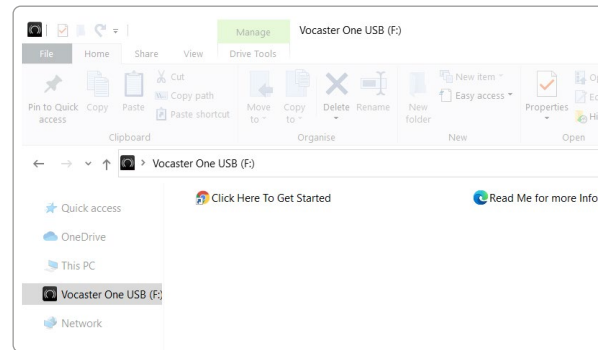 Manage
Vocaster One USB (F:)
File
Home
Share
View
Drive Tools
Pin to Quick access
Copy
Paste
Cut
Copy path
Paste shortcut
Move to
Copy to
Delete
Rename
New folder
New item
Easy access
Properties
Clipboard
Organise
New
Open
Vocaster One USB (F:)
Quick access
OneDrive
This PC
Vocaster One USB (F:)
Network
Click Here To Get Started
Read Me for more Info